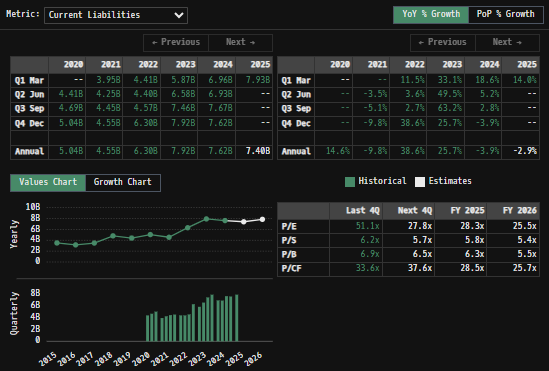 Metric: Current Liabilities YoY % Growth PoP % Growth
← Previous Next → ← Previous Next →
2020 2021 2022 2023 2024 2025 2020 2021 2022 2023 2024 2025
Q1 Mar -- 3.95B 4.41B 5.87B 6.96B 7.93B Q1 Mar -- -- 11.5% 33.1% 18.6% 14.0%
Q2 Jun 4.41B 4.25B 4.40B 6.58B 6.93B -- Q2 Jun -- -3.5% 3.6% 49.5% 5.2% --
Q3 Sep 4.69B 4.45B 4.57B 7.46B 7.67B -- Q3 Sep -- -5.1% 2.7% 63.2% 2.8% --
Q4 Dec 5.04B 4.55B 6.30B 7.92B 7.62B -- Q4 Dec -- -9.8% 38.6% 25.7% -3.9% --
Annual 5.04B 4.55B 6.30B 7.92B 7.62B 7.40B Annual 14.6% -9.8% 38.6% 25.7% -3.9% -2.9%
Values Chart Growth Chart Historical Estimates
Yearly
10B
8B
6B
4B
2B
0
Last 4Q Next 4Q FY 2025 FY 2026
P/E 51.1x 27.8x 28.3x 25.5x
P/S 6.2x 5.7x 5.8x 5.4x
P/B 6.9x 6.5x 6.3x 5.5x
P/CF 33.6x 37.6x 28.5x 25.7x
Quarterly
8B
6B
4B
2B
0
2015 2016 2017 2018 2019 2020 2021 2022 2023 2024 2025 2026